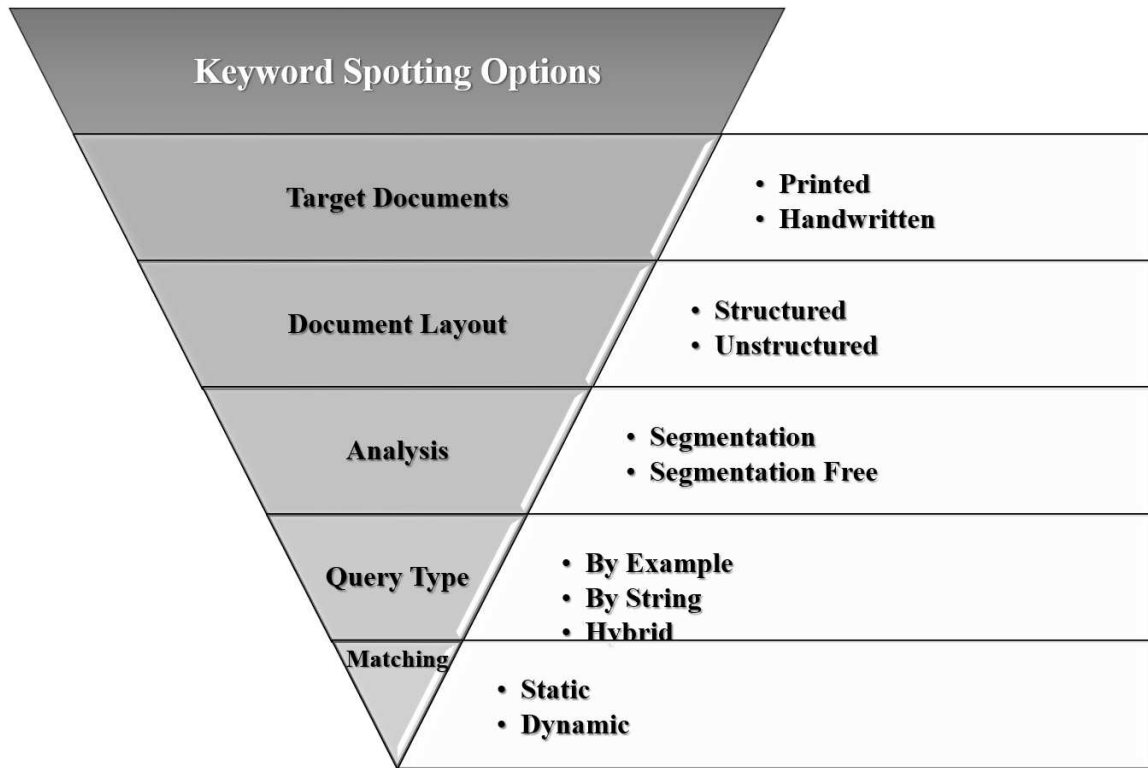 Keyword Spotting Options
Target Documents
• Printed
• Handwritten
Document Layout
• Structured
• Unstructured
Analysis
• Segmentation
• Segmentation Free
Query Type
• By Example
• By String
• Hybrid
Matching
• Static
• Dynamic